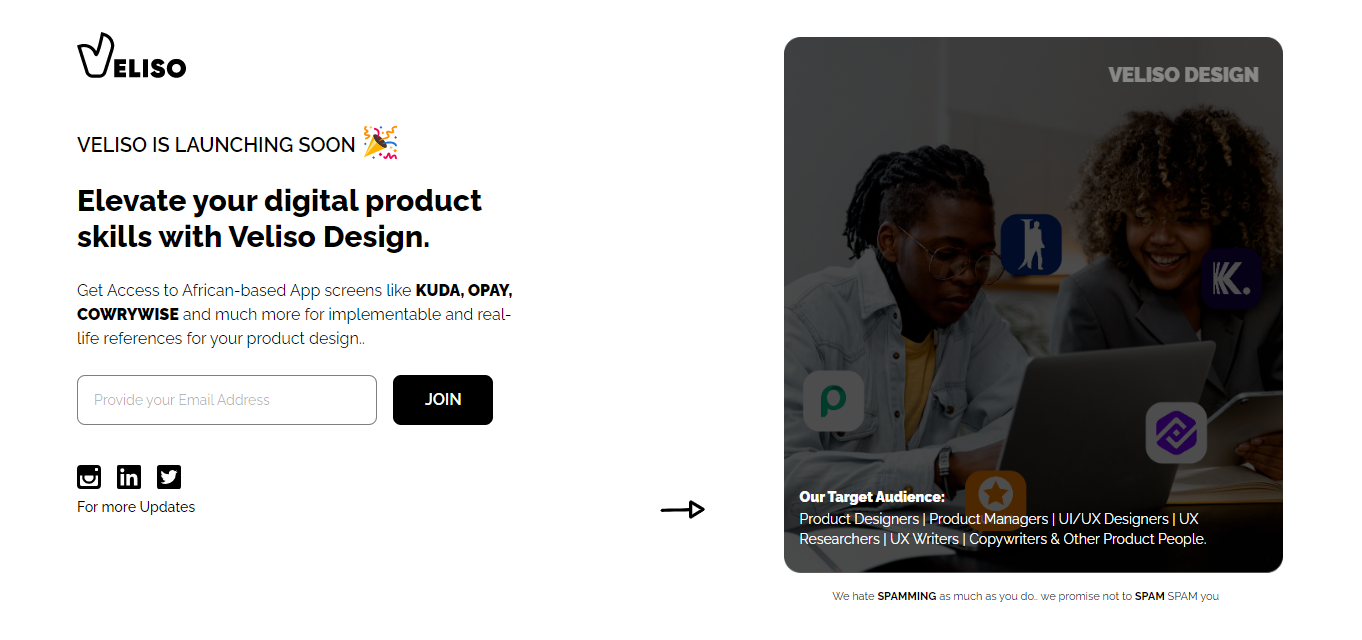 VELISO
VELISO IS LAUNCHING SOON
Elevate your digital product
skills with Veliso Design.
Get Access to African-based App screens like KUDA, OPAY,
COWRYWISE and much more for implementable and real-
life references for your product design..
Provide your Email Address
JOIN
For more Updates
VELISO DESIGN
K.
p
Our Target Audience:
Product Designers | Product Managers | UI/UX Designers | UX
Researchers | UX Writers | Copywriters & Other Product People.
We hate SPAMMING as much as you do.. we promise not to SPAM SPAM you